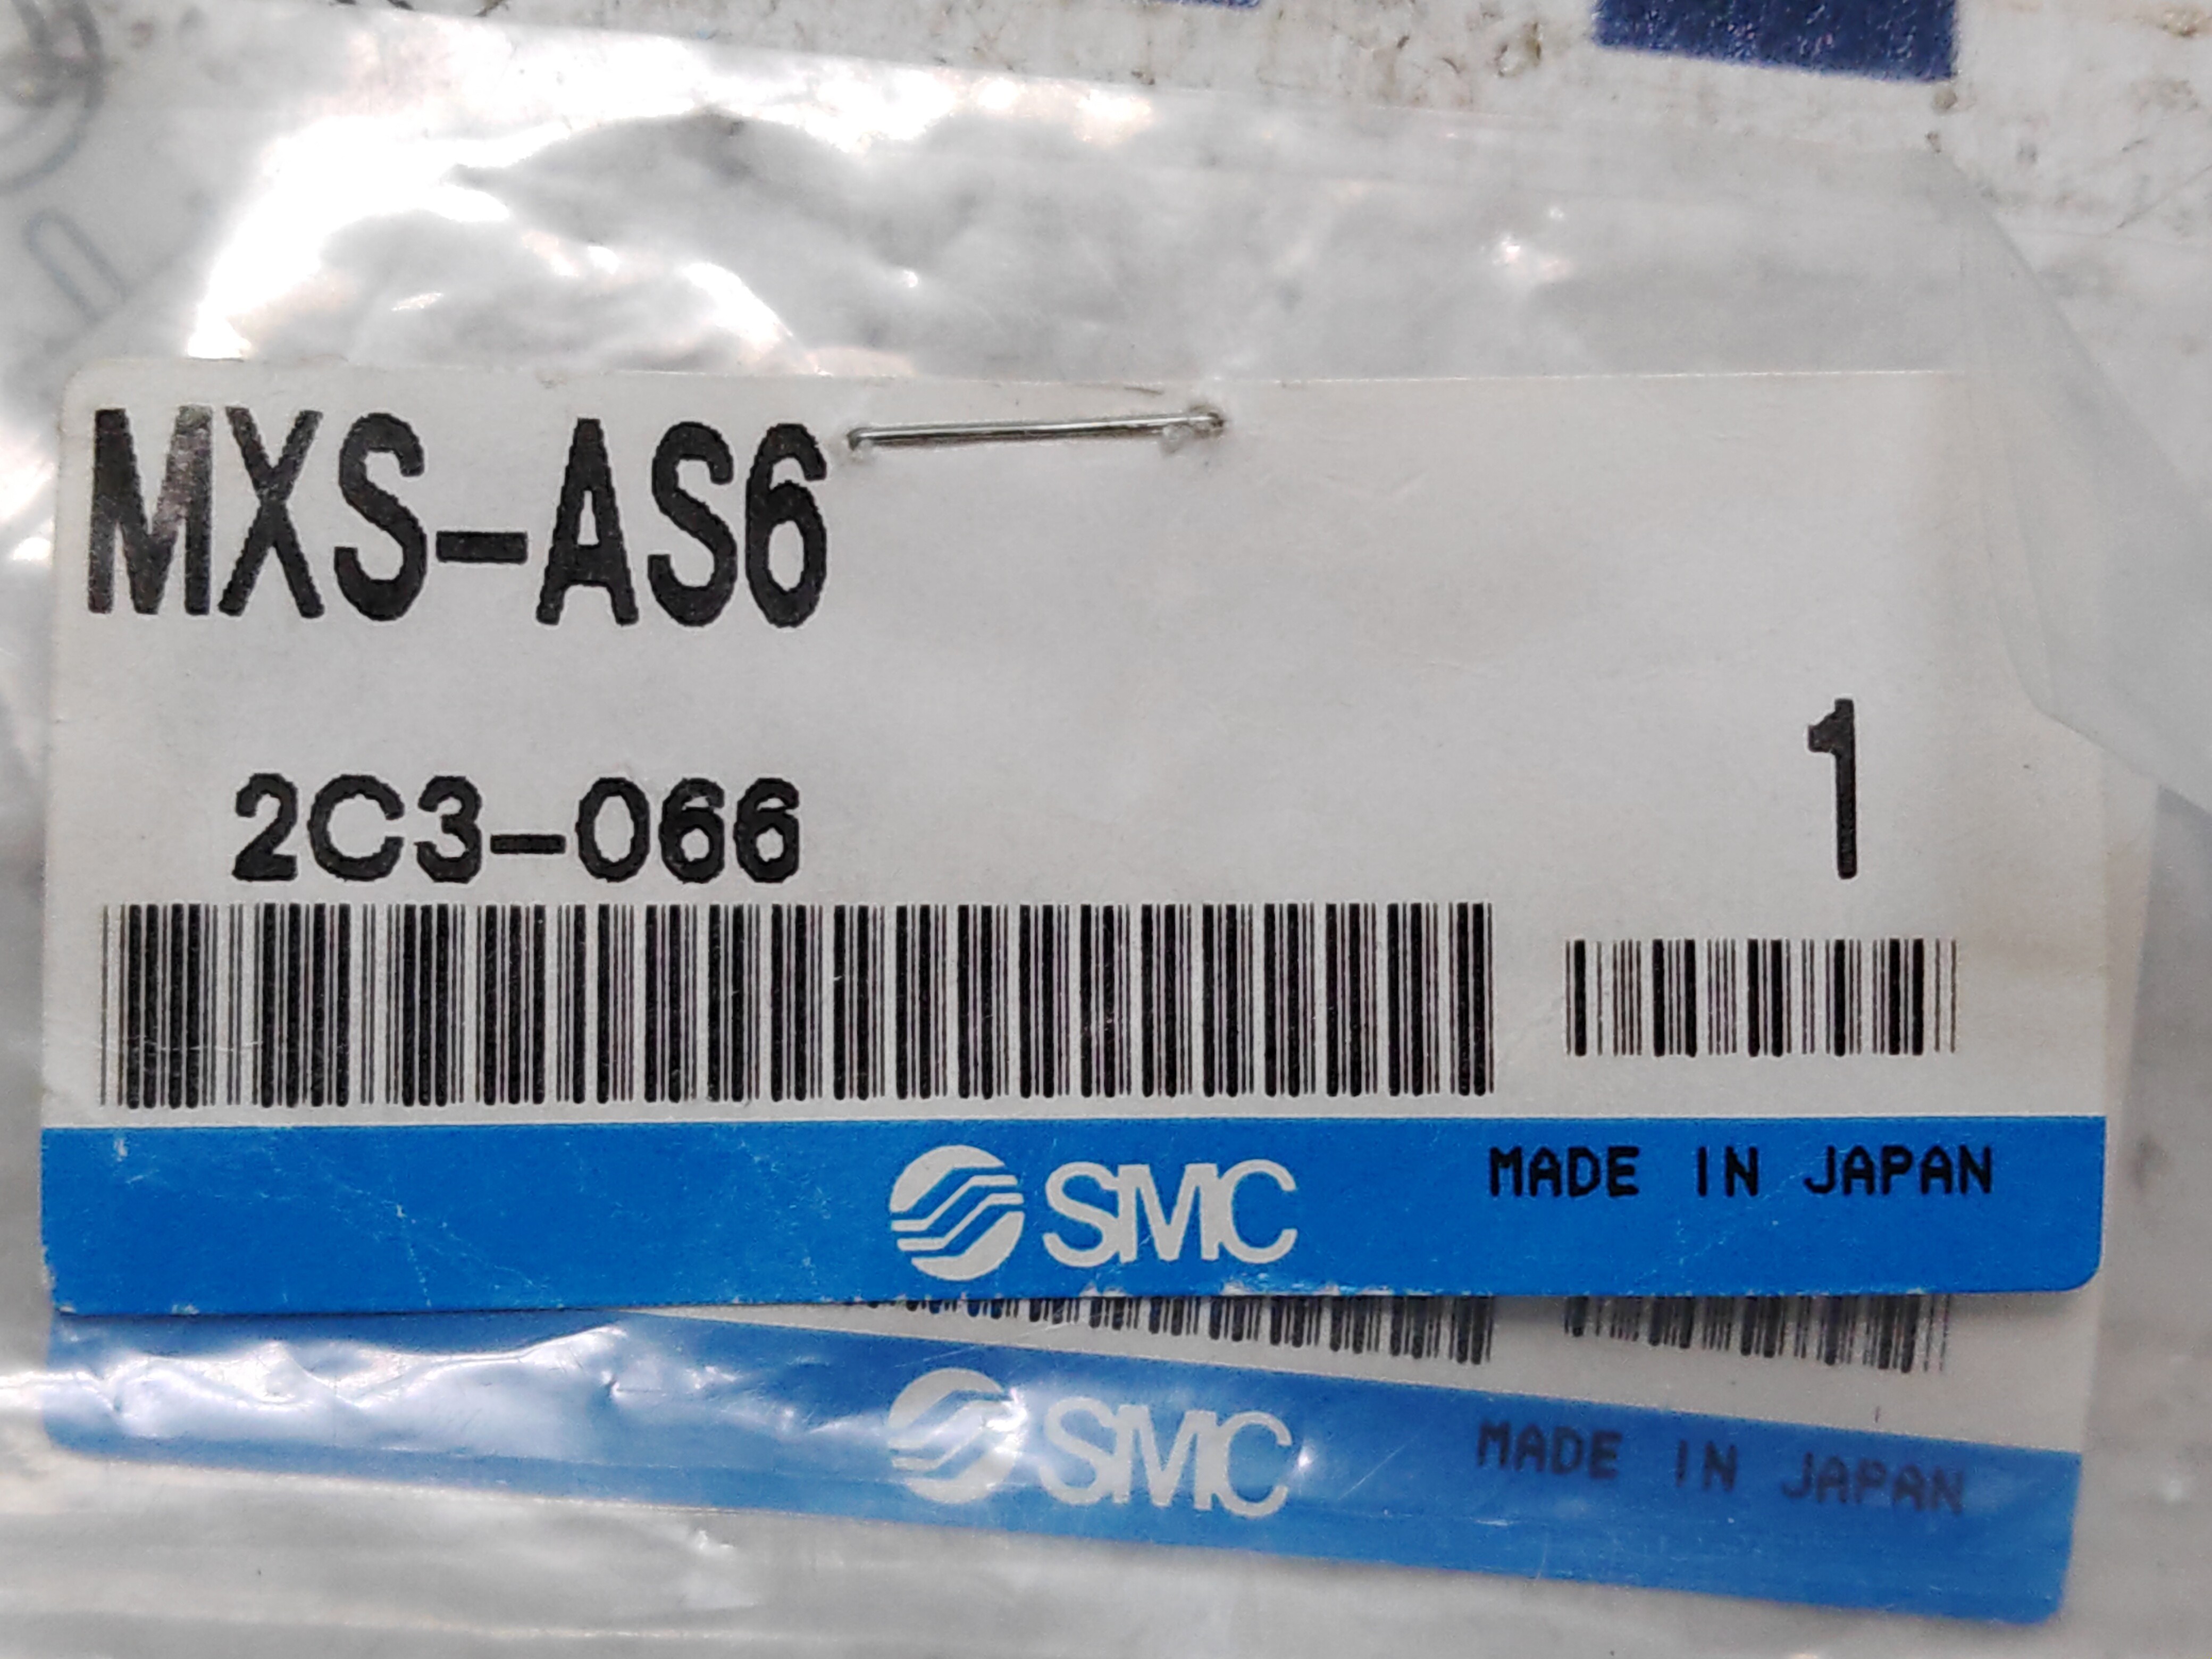 MXS-AS6
2C3-066
1
SMC
MADE IN JAPAN
SMC
MADE IN JAPAN